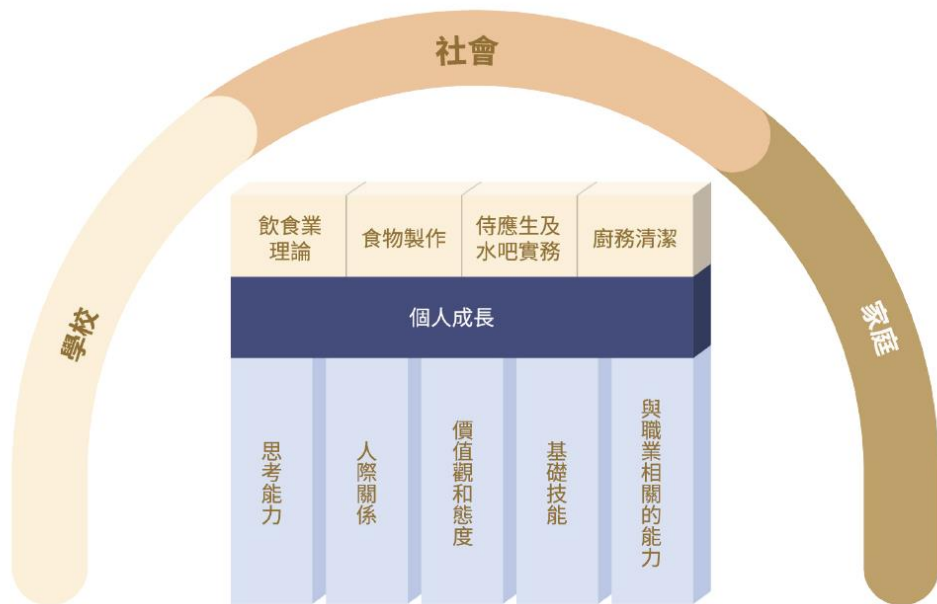 社會
學校
家庭
飲食業
理論
食物製作
侍應生及
水吧實務
廚務清潔
個人成長
思考能力
人際關係
價值觀和態度
基礎技能
與職業相關的能力